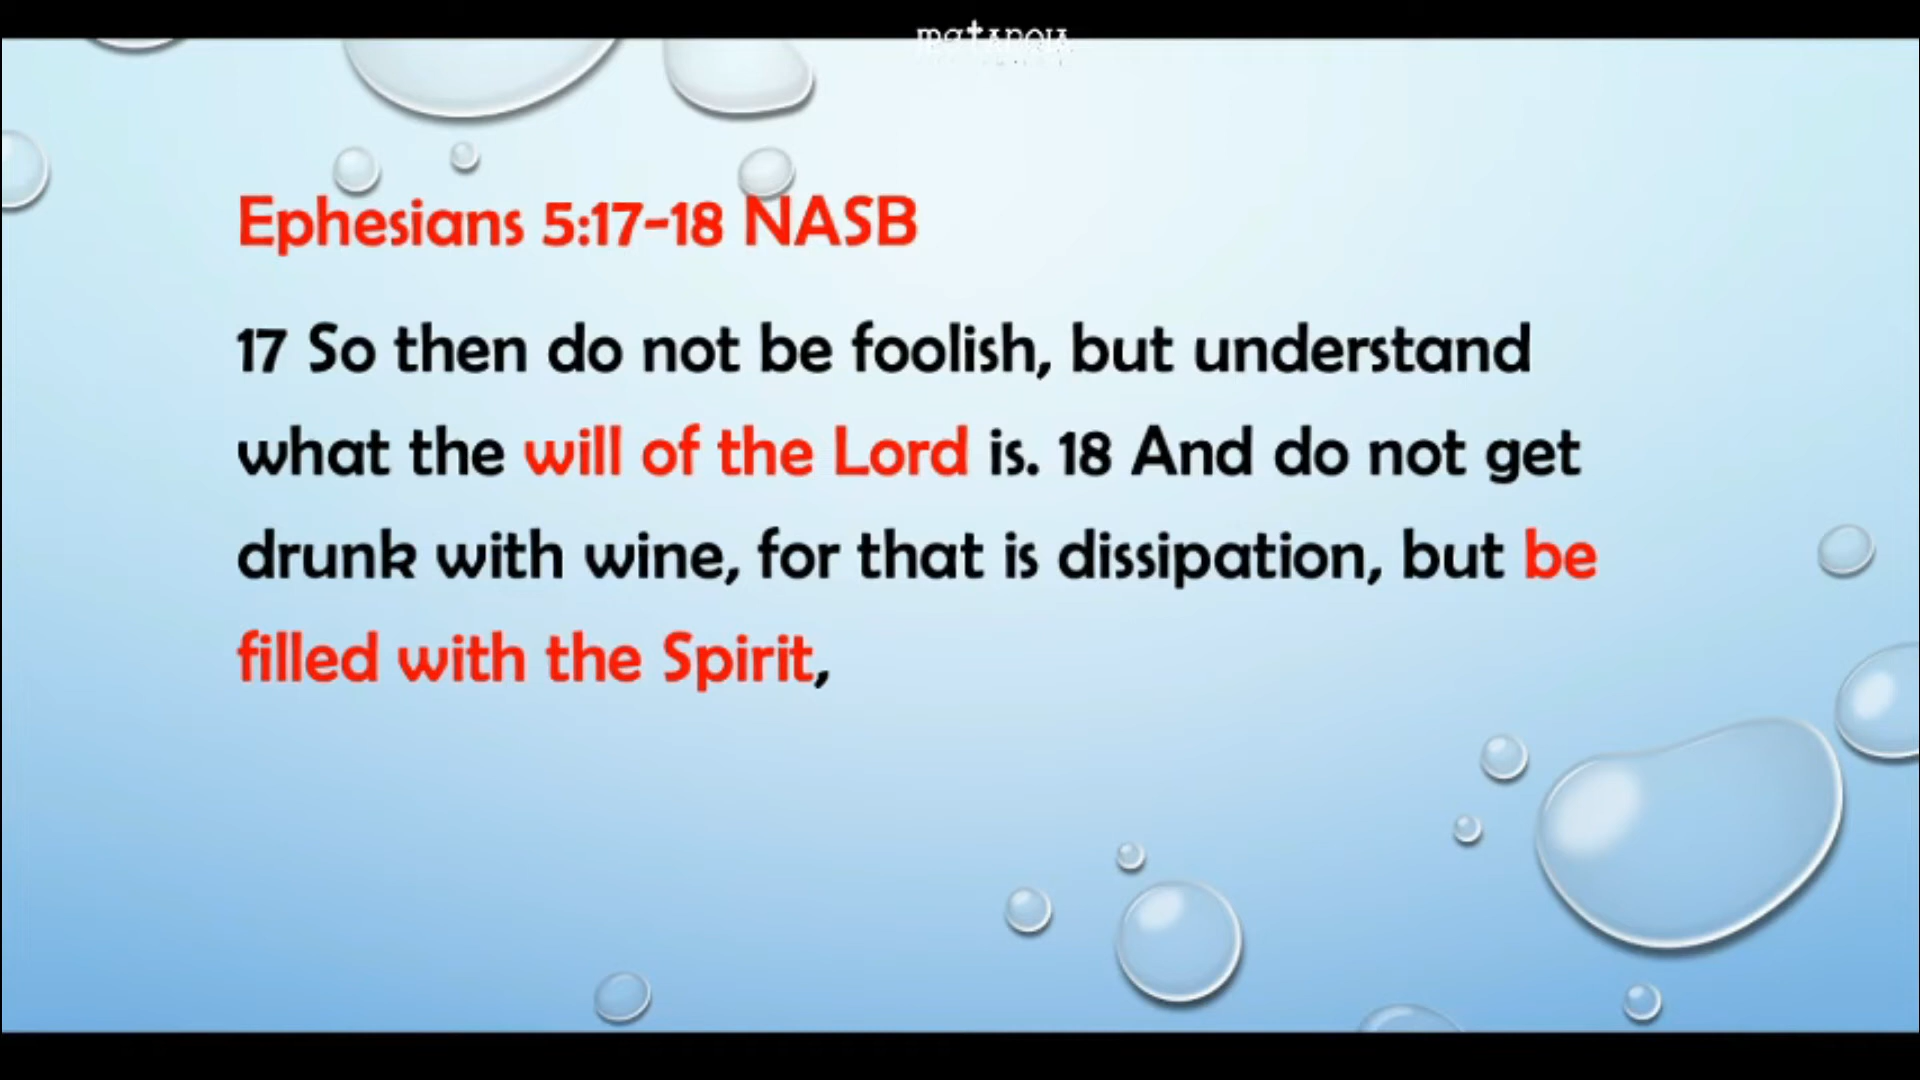 Ephesians 5:17-18 NASB
17 So then do not be foolish, but understand
what the will of the Lord is. 18 And do not get
drunk with wine, for that is dissipation, but be
filled with the Spirit,